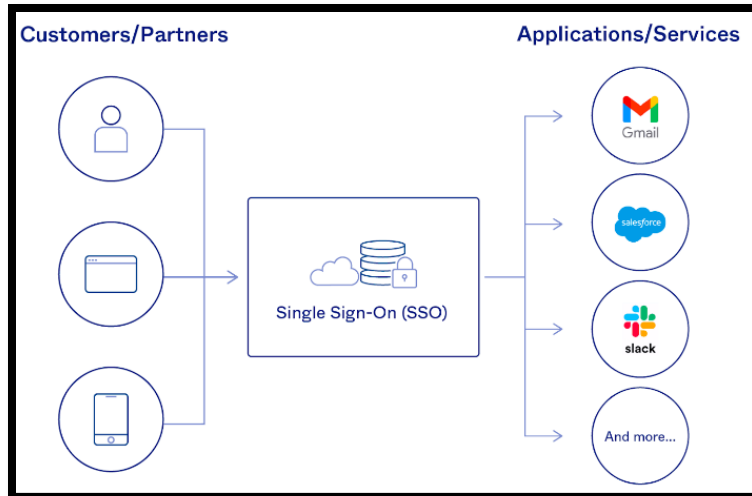 Customers/Partners
Applications/Services
Gmail
salesforce
Single Sign-On (SSO)
slack
And more...